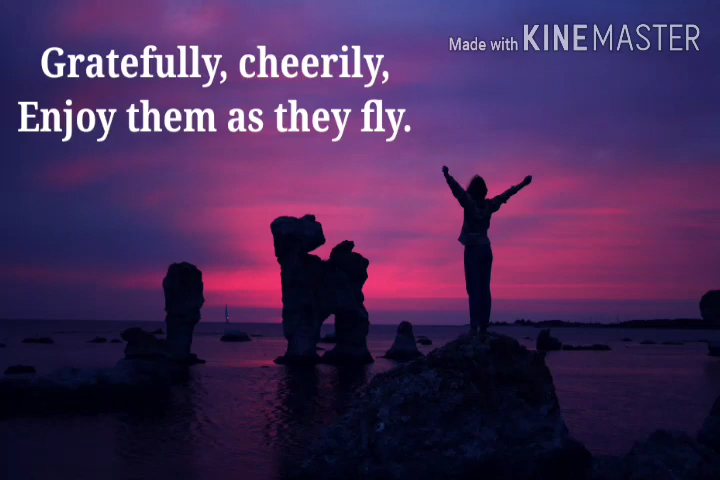 Made with KINEMASTER
Gratefully, cheerily,
Enjoy them as they fly.